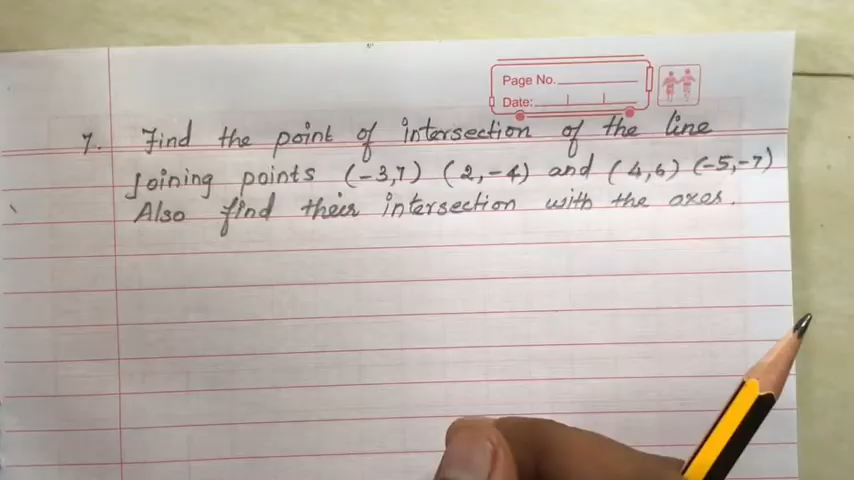 Page No.
Date:
7. Find the point of intersection of the line
Joining points (-3,7) (2,-4) and (4,6) (-5,-7)
Also find their intersection with the axes.